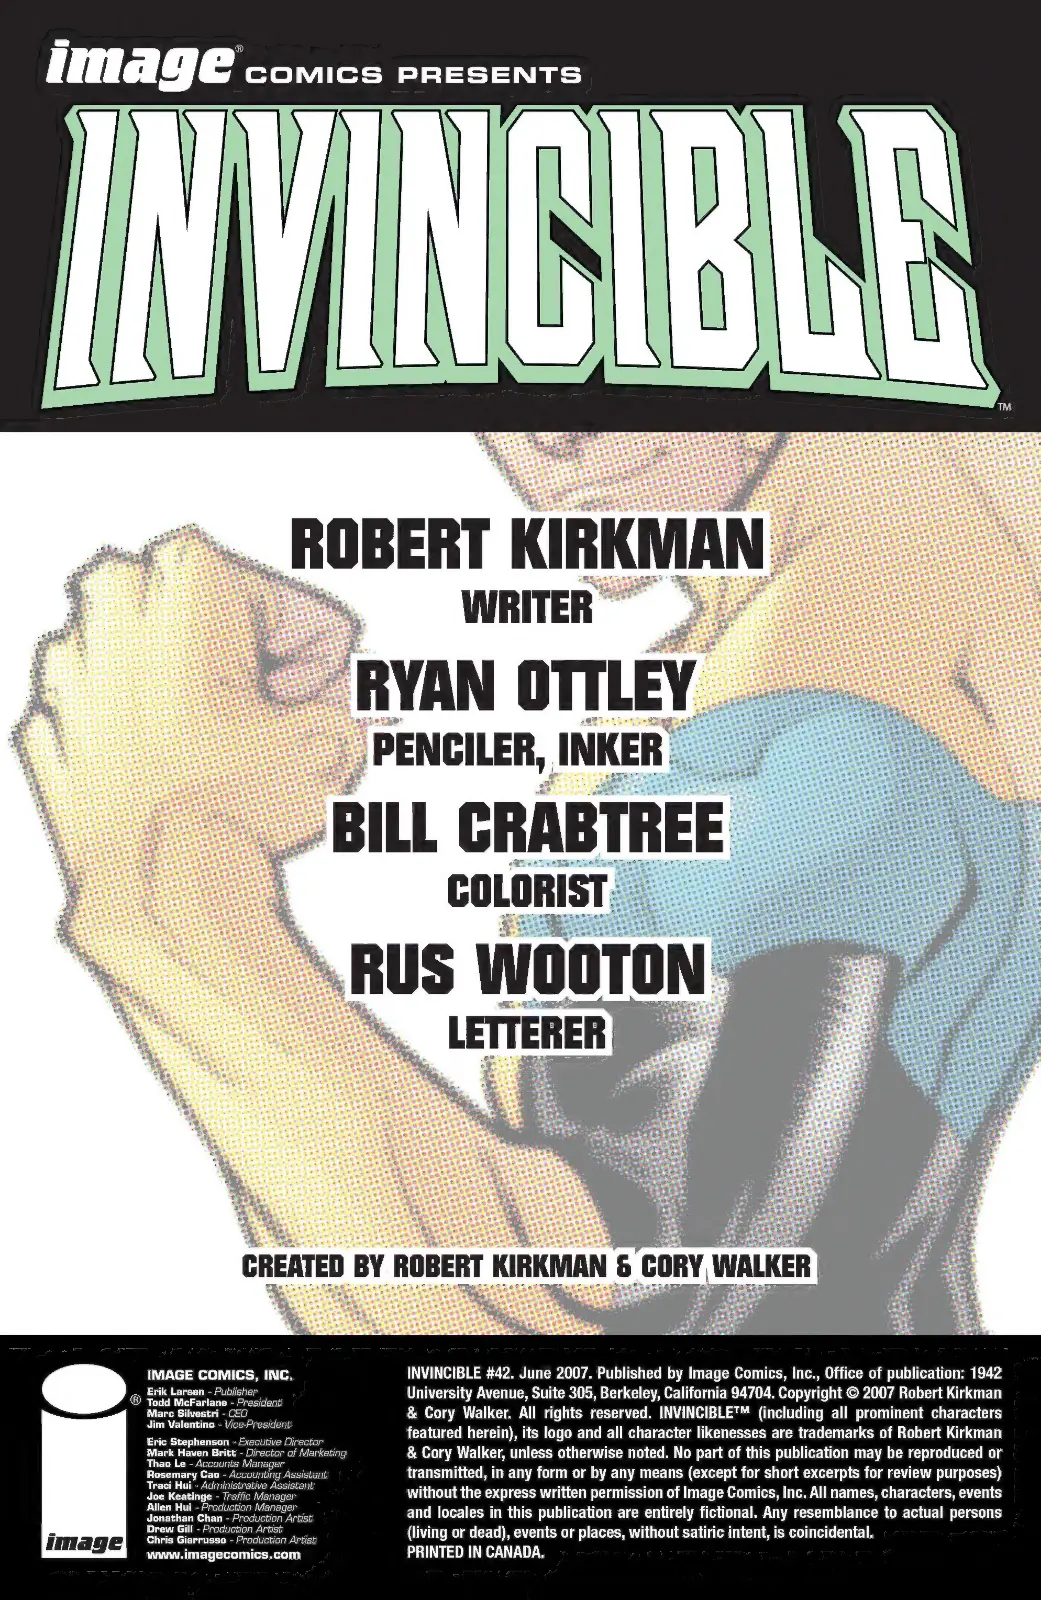 image® COMICS PRESENTS
INVINCIBLE™
ROBERT KIRKMAN
WRITER
RYAN OTTLEY
PENCILER, INKER
BILL CRABTREE
COLORIST
RUS WOOTON
LETTERER
CREATED BY ROBERT KIRKMAN & CORY WALKER
image
®
IMAGE COMICS, INC.
Erik Larsen - Publisher
Todd McFarlane - President
Marc Silvestri - CEO
Jim Valentino - Vice-President
Eric Stephenson - Executive Director
Mark Haven Britt - Director of Marketing
Thao Le - Accounts Manager
Rosemary Cao - Accounting Assistant
Traci Hui - Administrative Assistant
Joe Keatinge - Traffic Manager
Allen Hui - Production Manager
Jonathan Chan - Production Artist
Drew Gill - Production Artist
Chris Giarrusso - Production Artist
www.imagecomics.com
INVINCIBLE #42. June 2007. Published by Image Comics, Inc., Office of publication: 1942
University Avenue, Suite 305, Berkeley, California 94704. Copyright © 2007 Robert Kirkman
& Cory Walker. All rights reserved. INVINCIBLE™ (including all prominent characters
featured herein), its logo and all character likenesses are trademarks of Robert Kirkman
& Cory Walker, unless otherwise noted. No part of this publication may be reproduced or
transmitted, in any form or by any means (except for short excerpts for review purposes)
without the express written permission of Image Comics, Inc. All names, characters, events
and locales in this publication are entirely fictional. Any resemblance to actual persons
(living or dead), events or places, without satiric intent, is coincidental.
PRINTED IN CANADA.